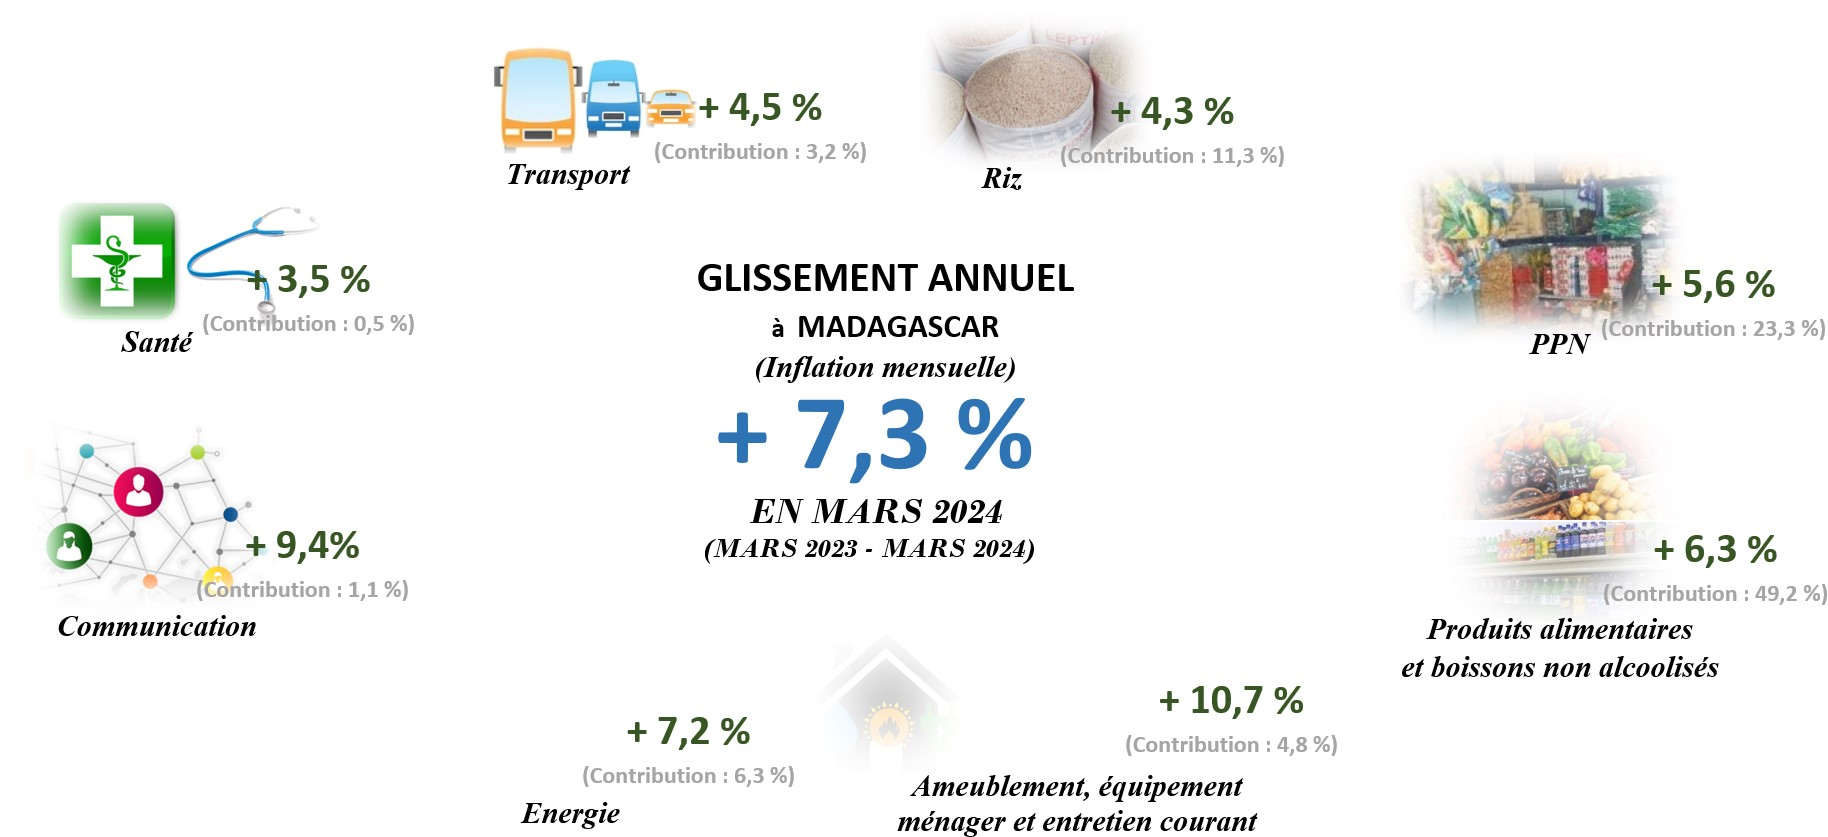 + 4,5 %
(Contribution : 3,2 %)
Transport
+ 4,3 %
(Contribution : 11,3 %)
Riz
+ 3,5 %
(Contribution : 0,5 %)
Santé
GLISSEMENT ANNUEL
à MADAGASCAR
(Inflation mensuelle)
+ 7,3 %
EN MARS 2024
(MARS 2023 - MARS 2024)
+ 5,6 %
(Contribution : 23,3 %)
PPN
+ 9,4%
(Contribution : 1,1 %)
Communication
+ 6,3 %
(Contribution : 49,2 %)
Produits alimentaires
et boissons non alcoolisés
+ 7,2 %
(Contribution : 6,3 %)
Energie
+ 10,7 %
(Contribution : 4,8 %)
Ameublement, équipement
ménager et entretien courant